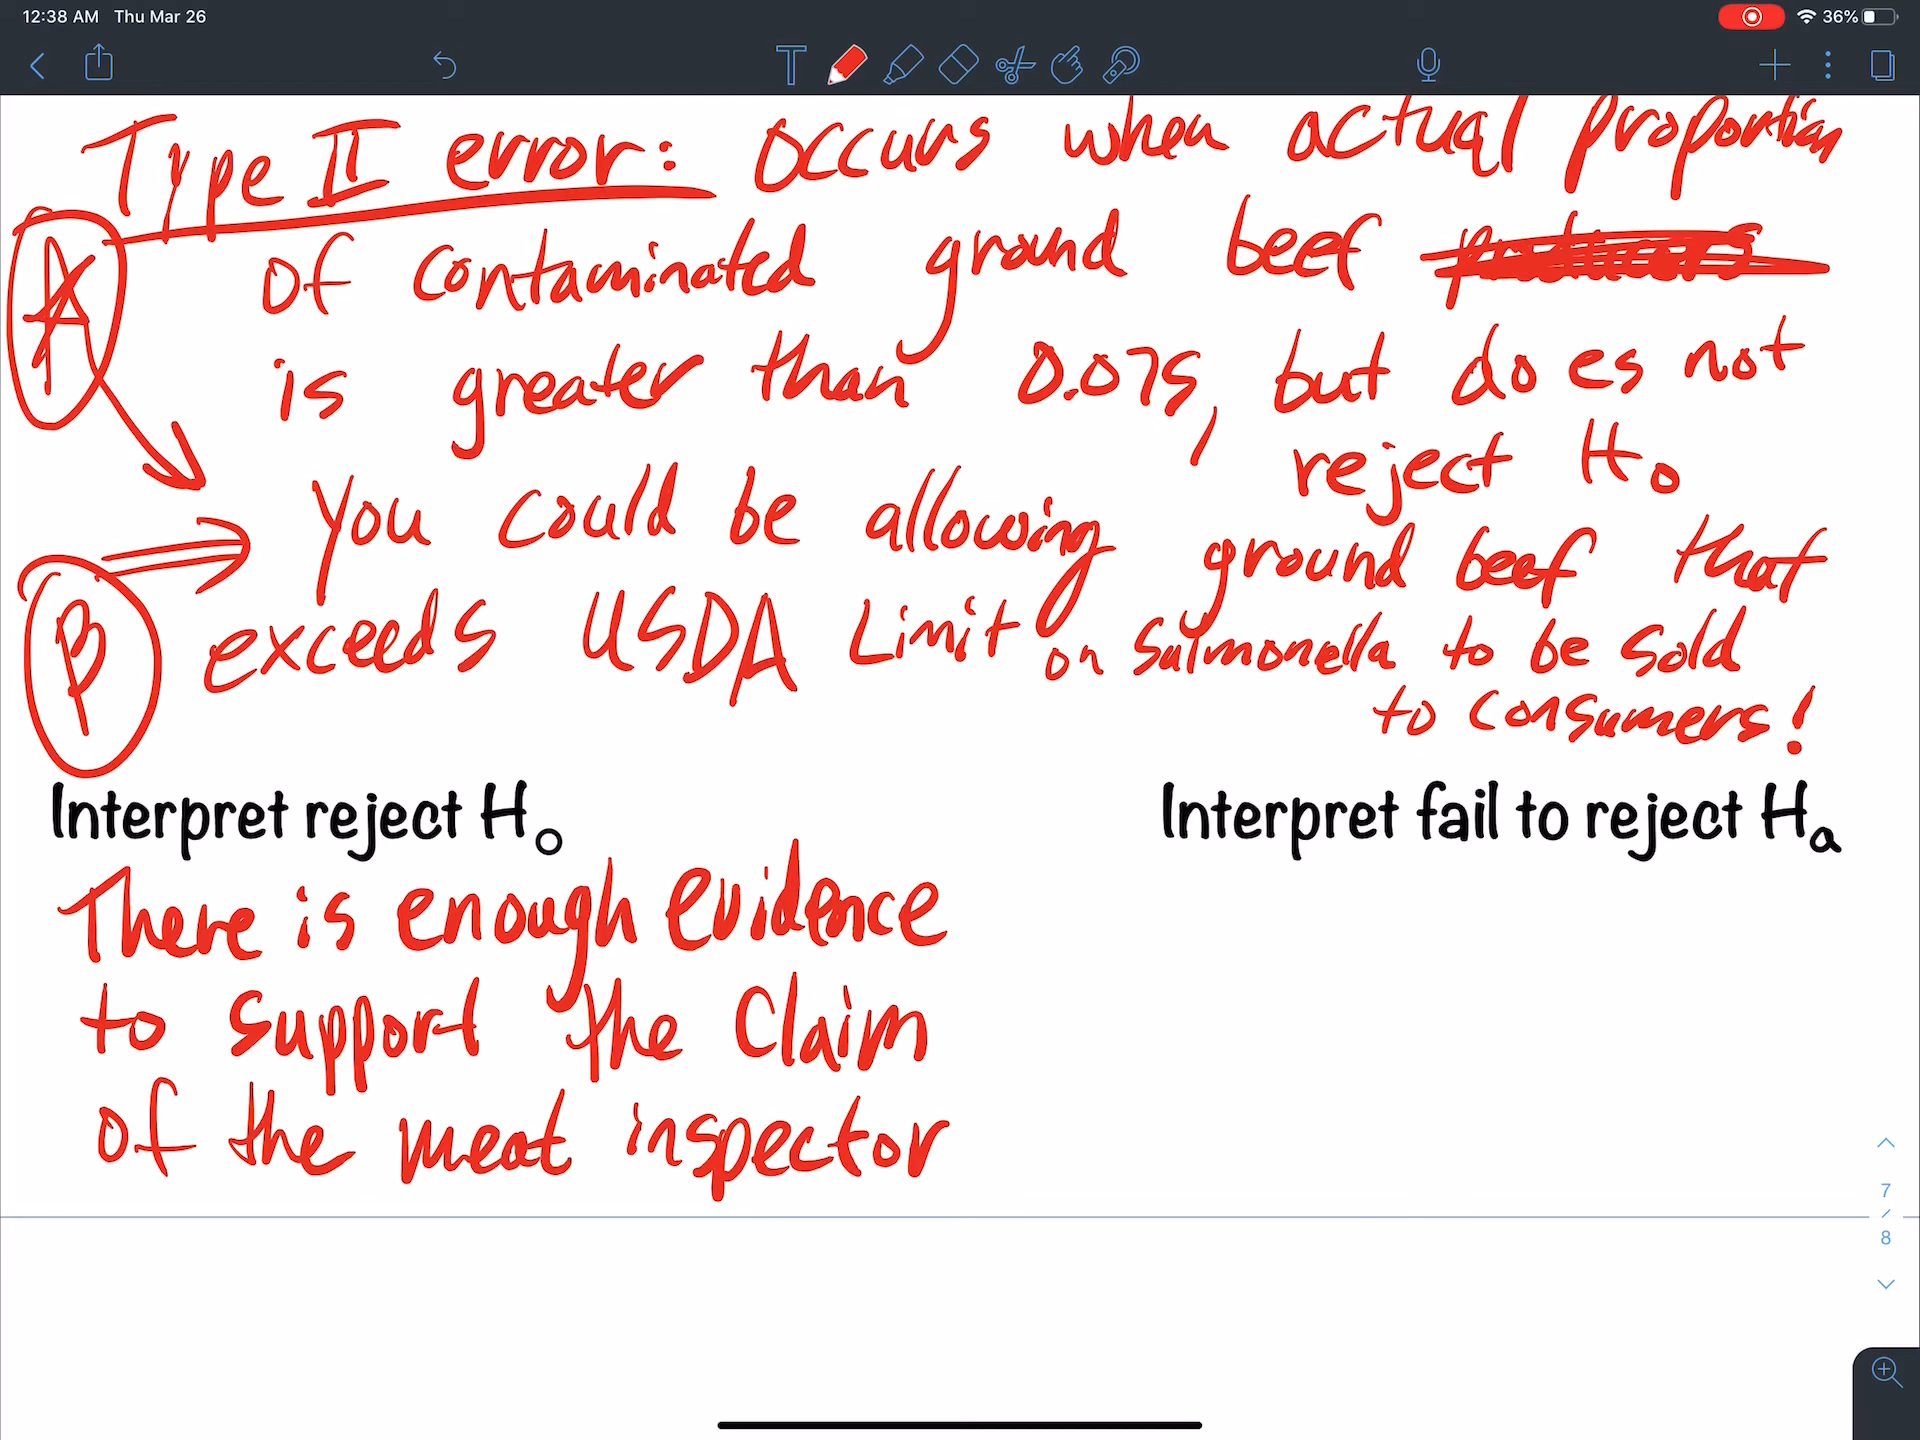 12:38 AM Thu Mar 26
36%
Type II error: occurs when actual proportion
A
of contaminated ground beef
is greater than 0.075, but does not
reject Ho
You could be allowing ground beef that
B
exceeds USDA Limit on Salmonella to be sold
to consumers!
Interpret reject Ho
Interpret fail to reject Ha
There is enough evidence
to support the claim
of the meat inspector
7
/
8